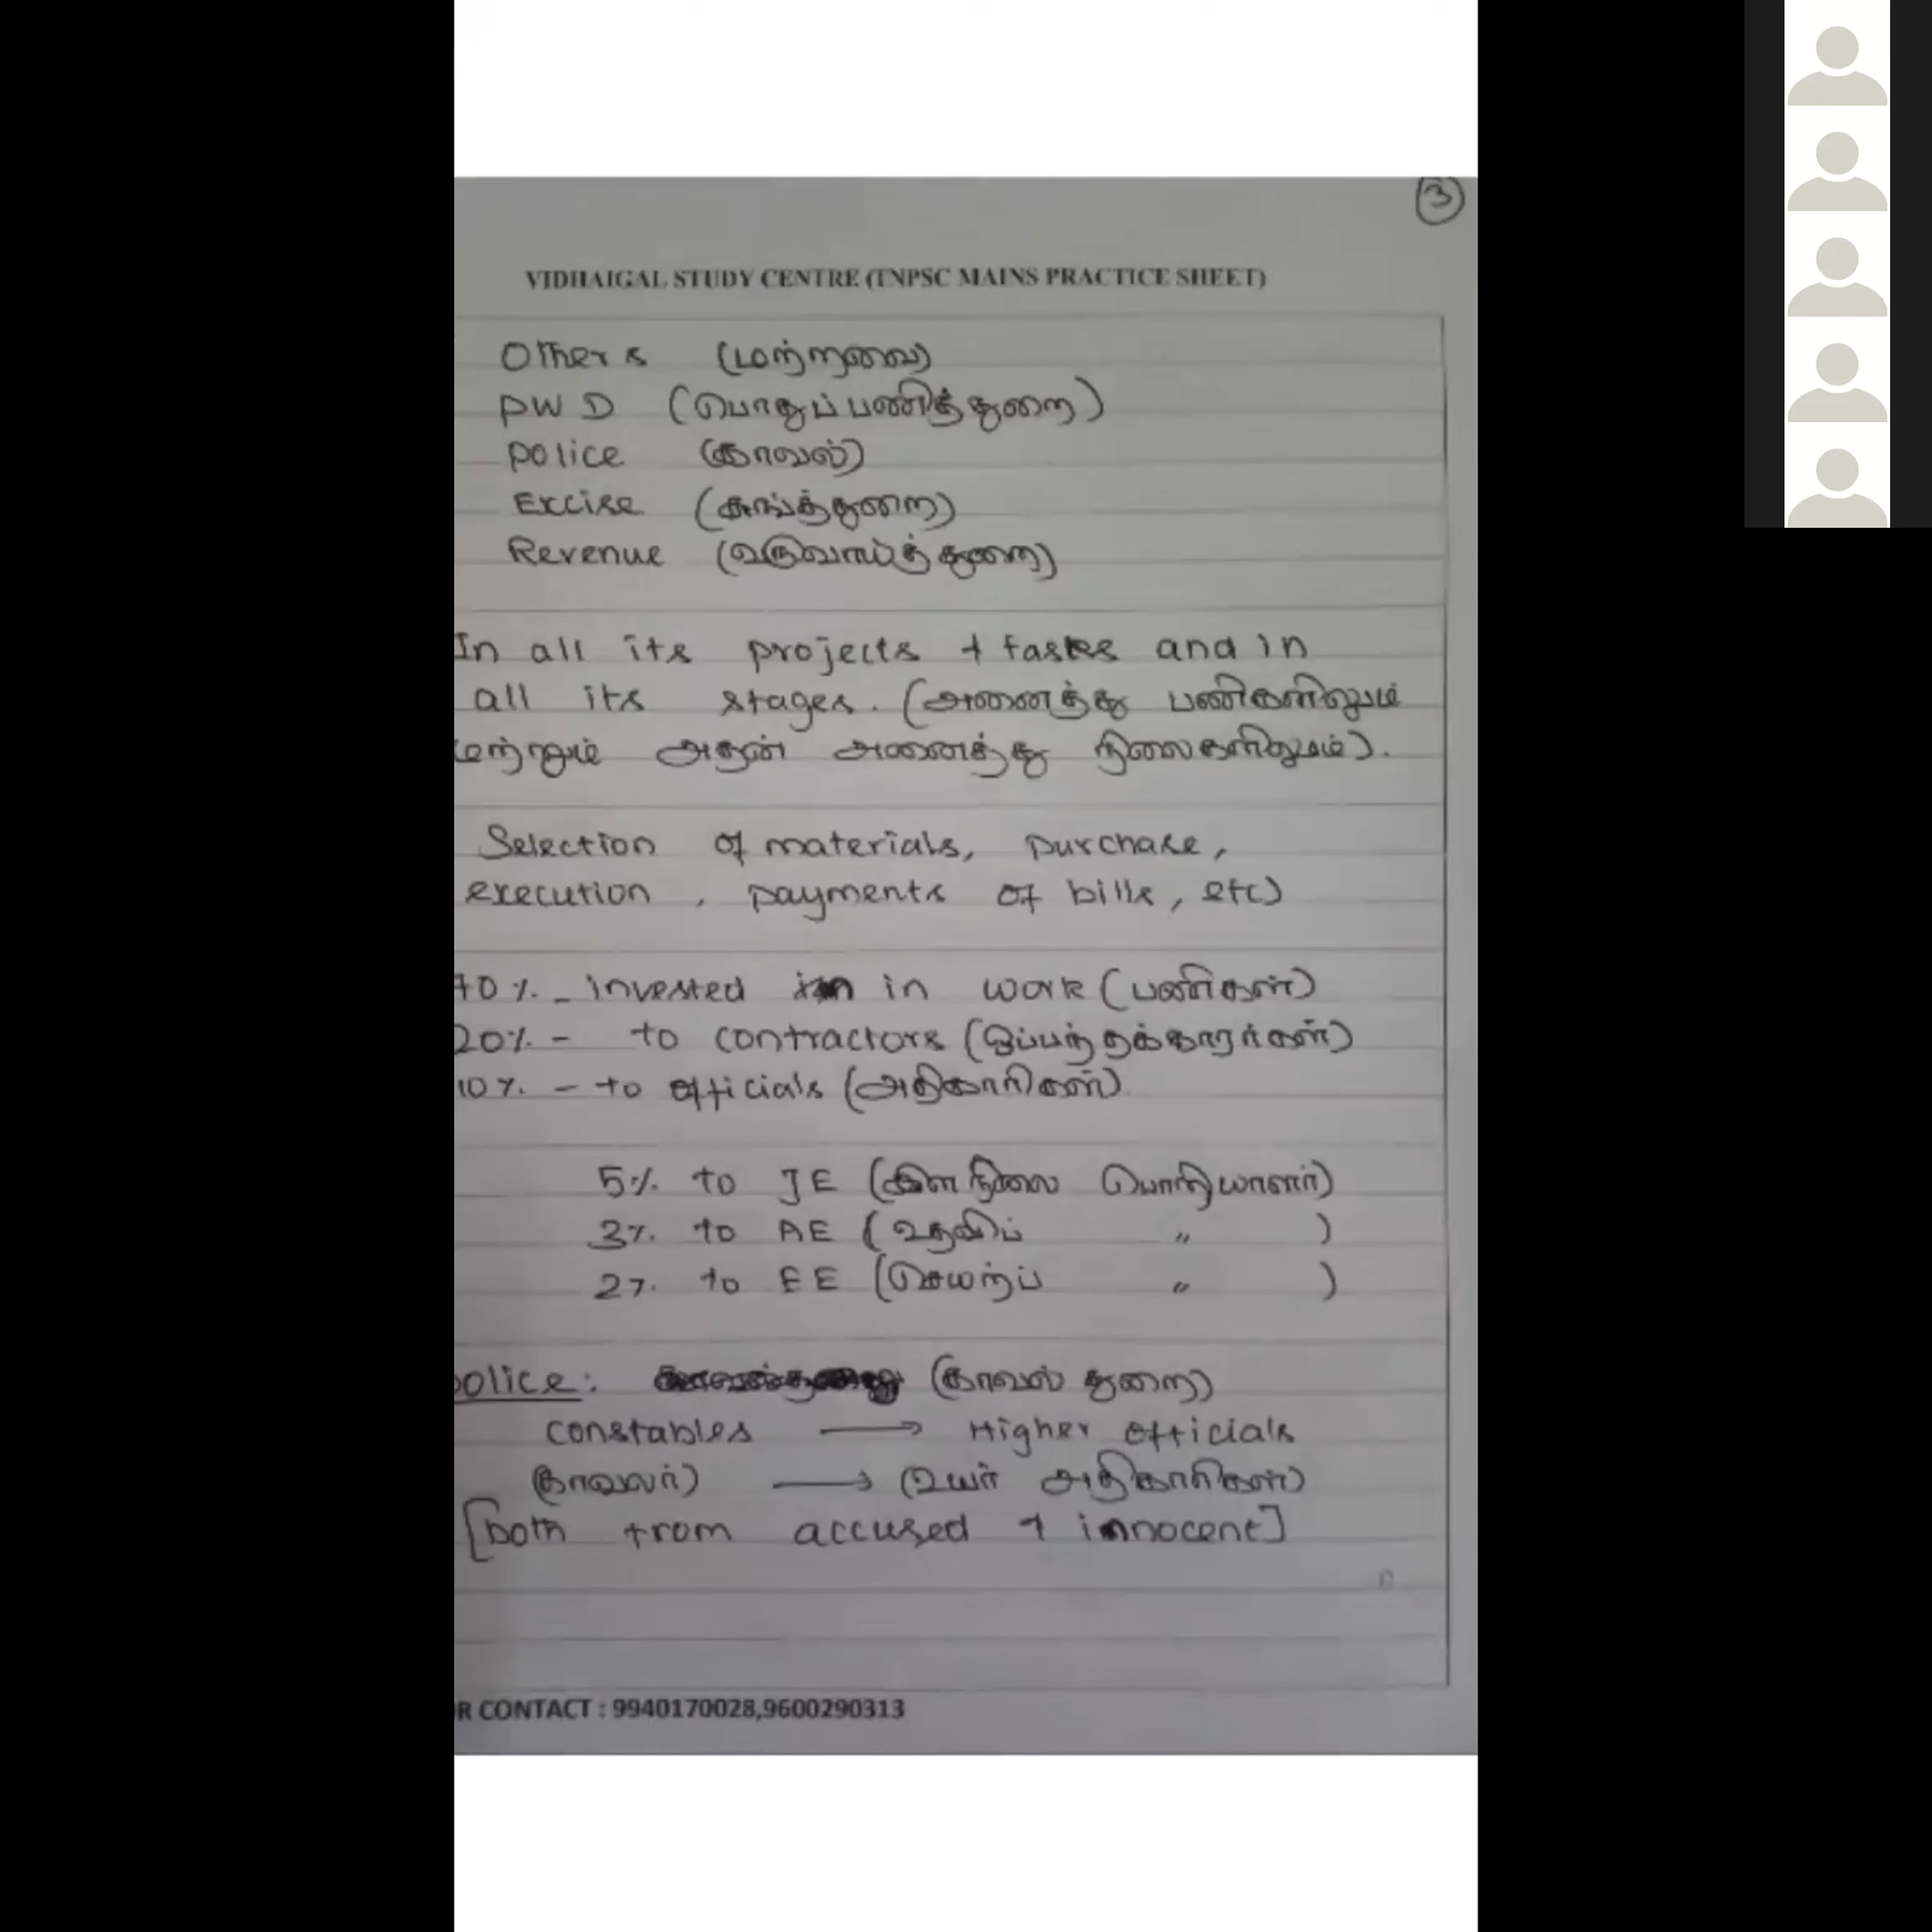 3
VIDHAIGAL STUDY CENTRE (TNPSC MAINS PRACTICE SHEET)
Others (மற்றவை)
PWD (பொதுப்பணித்துறை)
Police (காவல்)
Excise (சுங்கத்துறை)
Revenue (வருவாய்த்துறை)
In all its projects + tasks and in
all its stages. (அனைத்து பணிகளிலும்
மற்றும் அதன் அனைத்து நிலைகளிலும்).
Selection of materials, purchase,
execution, payments of bills, etc)
70% - invested in work (பணிகள்)
20% - to contractors (ஒப்பந்தக்காரர்கள்)
10% - to officials (அதிகாரிகள்)
5% to JE (இளநிலை பொறியாளர்)
3% to AE (உதவிப் " )
2% to EE (செயற்ப் " )
police: (காவல் துறை)
constables → Higher officials
(காவலர்) → (உயர் அதிகாரிகள்)
[both from accused + innocent]
R CONTACT : 9940170028,9600290313